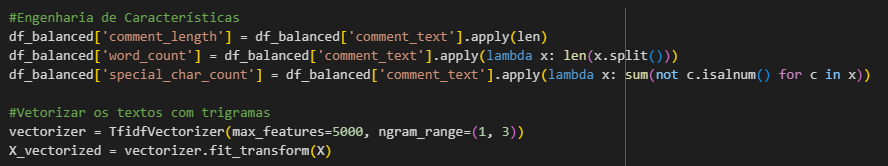 #Engenharia de Características
df_balanced['comment_length'] = df_balanced['comment_text'].apply(len)
df_balanced['word_count'] = df_balanced['comment_text'].apply(lambda x: len(x.split()))
df_balanced['special_char_count'] = df_balanced['comment_text'].apply(lambda x: sum(not c.isalnum() for c in x))
#Vetorizar os textos com trigramas
vectorizer = TfidfVectorizer(max_features=5000, ngram_range=(1, 3))
X_vectorized = vectorizer.fit_transform(X)